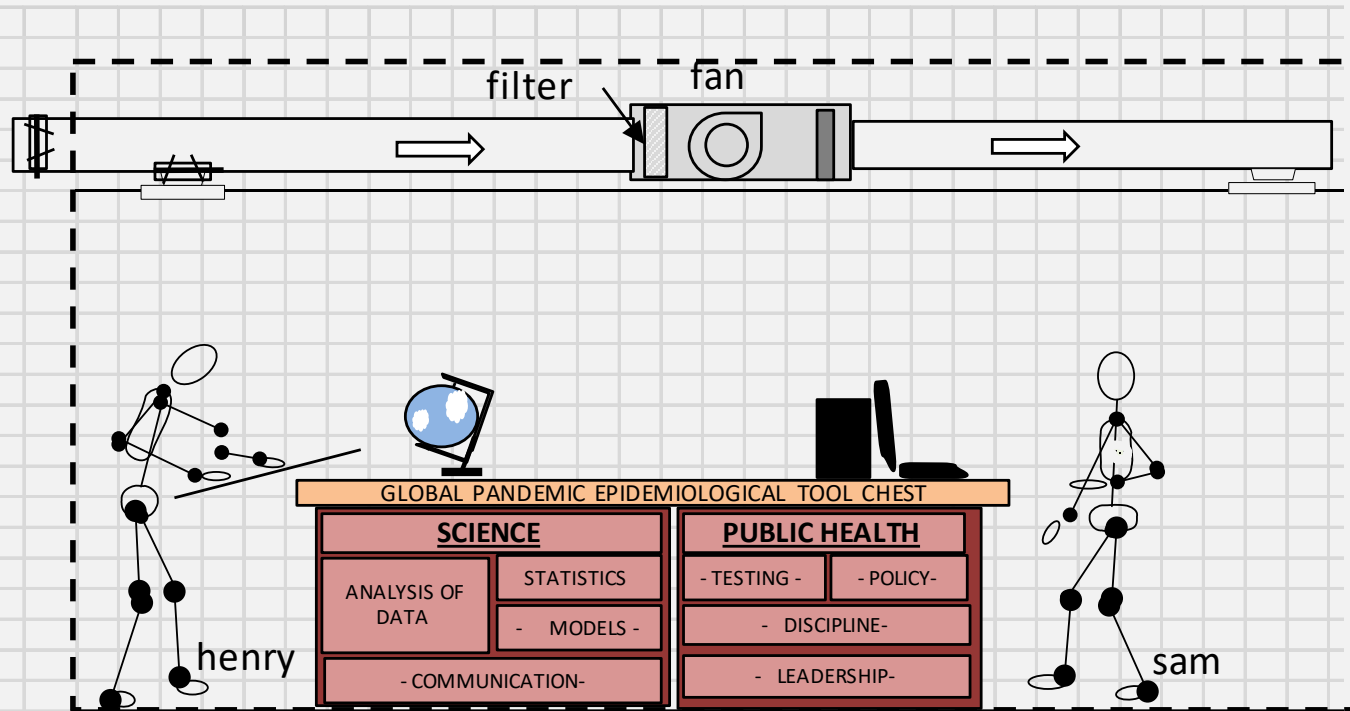 fan
filter
GLOBAL PANDEMIC EPIDEMIOLOGICAL TOOL CHEST
SCIENCE
ANALYSIS OF
DATA
STATISTICS
- MODELS -
- COMMUNICATION-
PUBLIC HEALTH
- TESTING -
- POLICY-
- DISCIPLINE-
- LEADERSHIP-
henry
sam